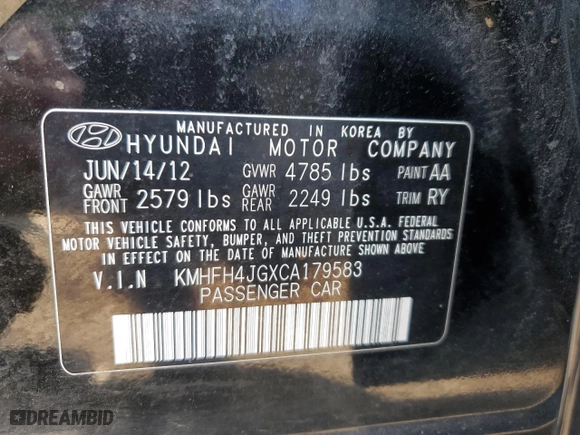 MANUFACTURED IN KOREA BY
HYUNDAI MOTOR COMPANY
JUN/14/12 GVWR 4785 lbs PAINT AA
GAWR FRONT 2579 lbs GAWR REAR 2249 lbs TRIM RY
THIS VEHICLE CONFORMS TO ALL APPLICABLE U.S.A. FEDERAL
MOTOR VEHICLE SAFETY, BUMPER, AND THEFT PREVENTION STANDARDS
IN EFFECT ON THE DATE OF MANUFACTURE SHOWN ABOVE.
V.I.N KMHFH4JGXCA179583
PASSENGER CAR
DREAMBID